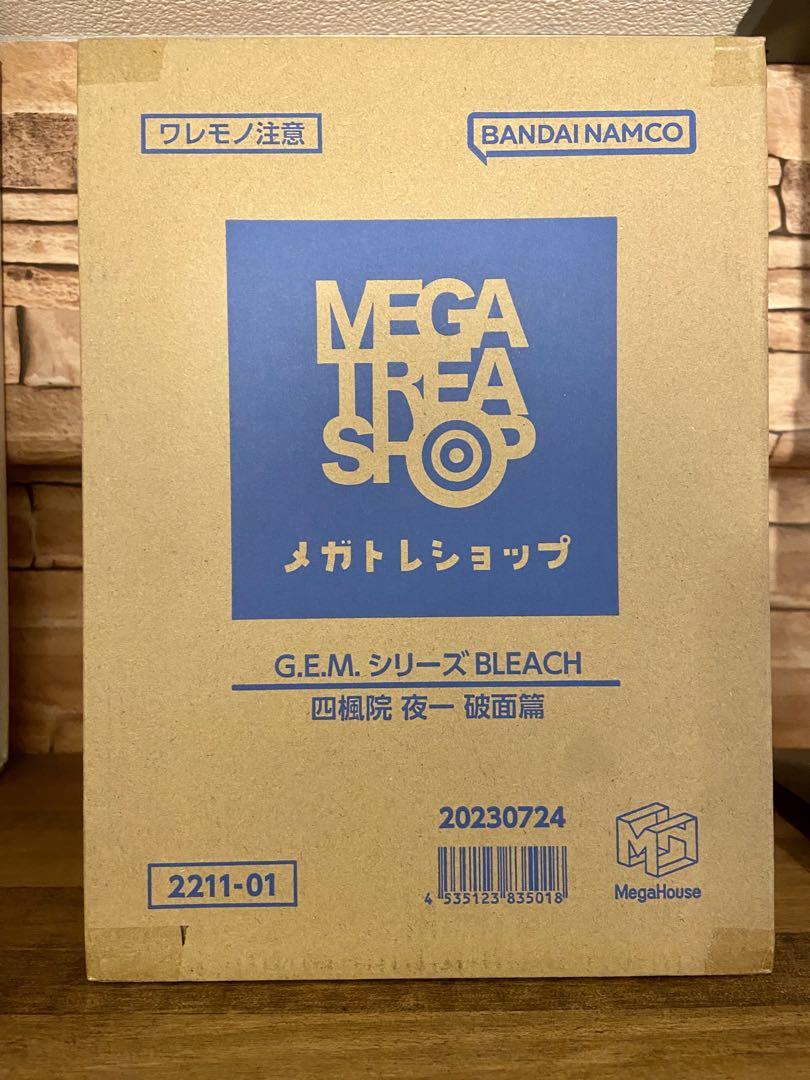 ワレモノ注意
BANDAI NAMCO
MEGA
TREA
SHOP
メガトレショップ
G.E.M. シリーズ BLEACH
四楓院 夜一 破面篇
20230724
2211-01
4 535123 835018
MegaHouse